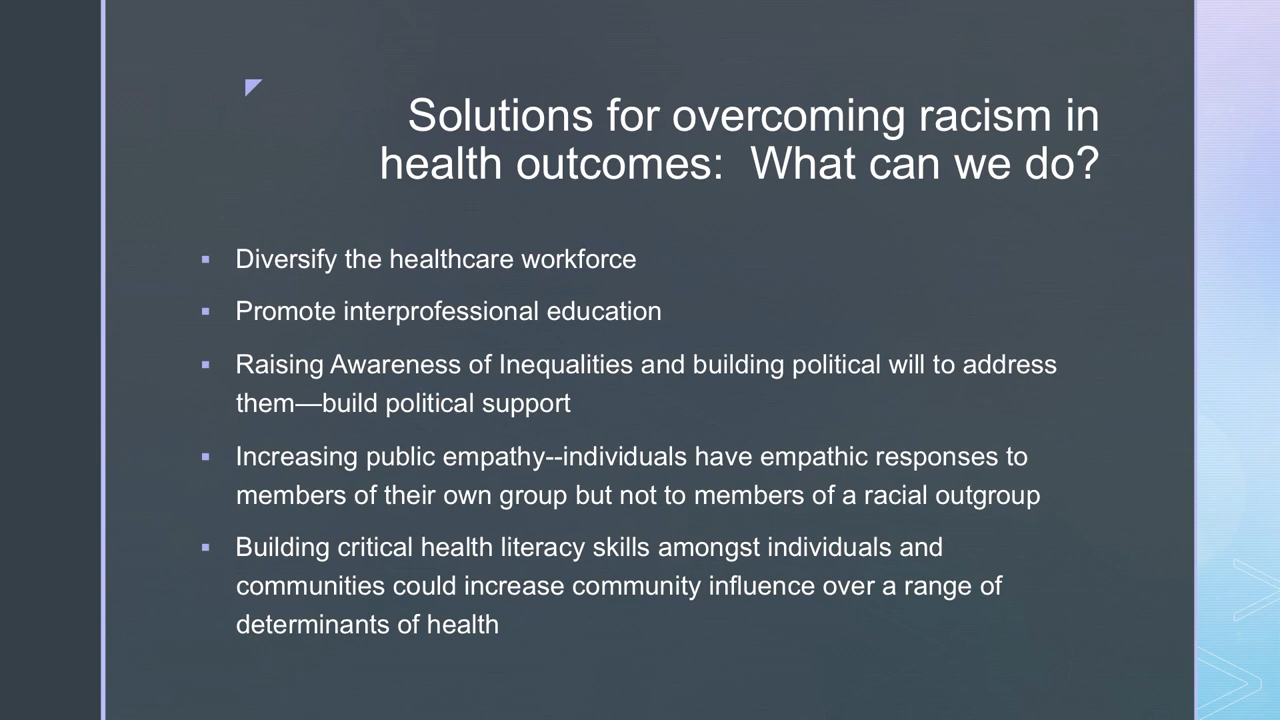 Solutions for overcoming racism in
health outcomes:  What can we do?
▪ Diversify the healthcare workforce
▪ Promote interprofessional education
▪ Raising Awareness of Inequalities and building political will to address
them—build political support
▪ Increasing public empathy--individuals have empathic responses to
members of their own group but not to members of a racial outgroup
▪ Building critical health literacy skills amongst individuals and
communities could increase community influence over a range of
determinants of health